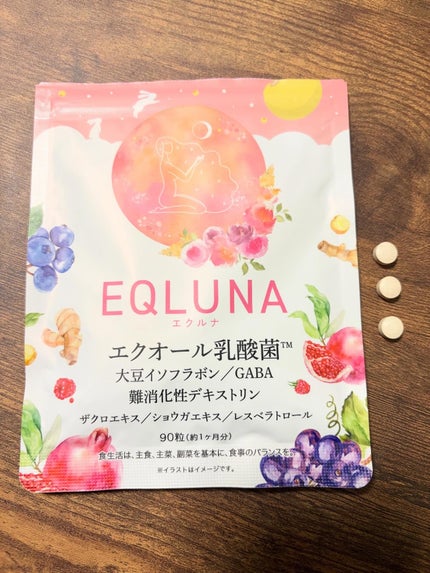 EQLUNA
エクルナ
エクオール乳酸菌™
大豆イソフラボン/GABA
難消化性デキストリン
ザクロエキス/ショウガエキス/レスベラトロール
90粒(約1ヶ月分)
食生活は、主食、主菜、副菜を基本に、食事のバランスを。
※イラストはイメージです。